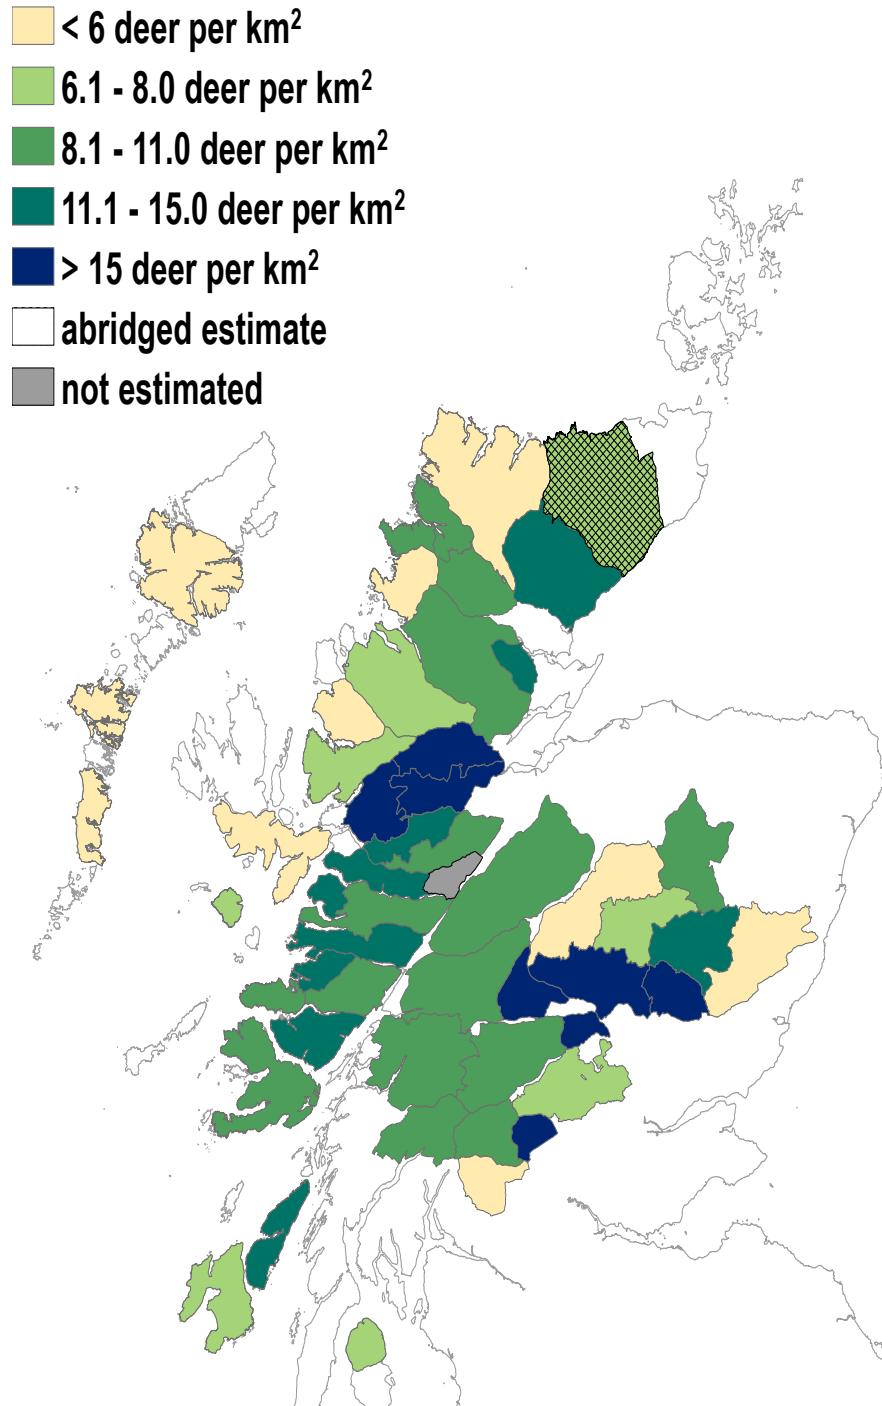 < 6 deer per km²
6.1 - 8.0 deer per km²
8.1 - 11.0 deer per km²
11.1 - 15.0 deer per km²
> 15 deer per km²
abridged estimate
not estimated